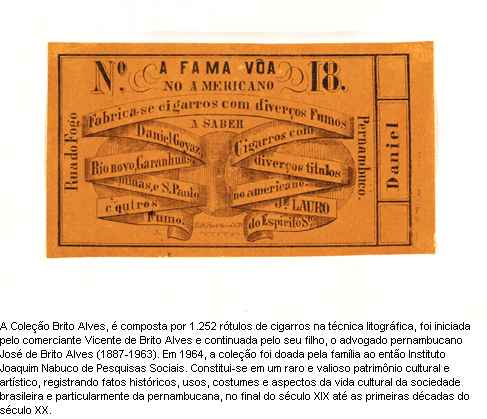 Nº. A FAMA VÔA 18.
NO AMERICANO
Fabrica-se cigarros com diverços Fumos
A SABER
Rua do Fogo
Pernambuco.
Daniel
Daniel Goyaz
Rio novo, Garanhuns
minas, e S. Paulo
e outros
Fumo,
Cigarros com
diverços titulos
no americano
Jº LAURO
do Espirito Sº
A Coleção Brito Alves, é composta por 1.252 rótulos de cigarros na técnica litográfica, foi iniciada
pelo comerciante Vicente de Brito Alves e continuada pelo seu filho, o advogado pernambucano
José de Brito Alves (1887-1963). Em 1964, a coleção foi doada pela família ao então Instituto
Joaquim Nabuco de Pesquisas Sociais. Constitui-se em um raro e valioso patrimônio cultural e
artístico, registrando fatos históricos, usos, costumes e aspectos da vida cultural da sociedade
brasileira e particularmente da pernambucana, no final do século XIX até as primeiras décadas do
século XX.